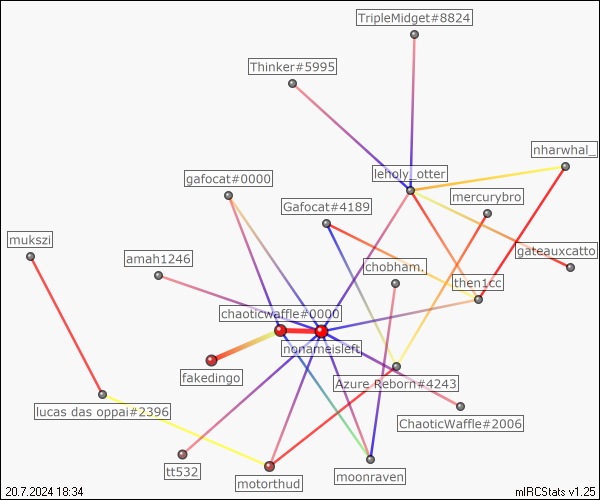 TripleMidget#8824
Thinker#5995
nharwhal_
leholy_otter
gafocat#0000
mercurybro
Gafocat#4189
mukszi
gateauxcatto
amah1246
chobham.
then1cc
chaoticwaffle#0000
nonameisleft
fakedingo
Azure Reborn#4243
lucas das oppai#2396
ChaoticWaffle#2006
tt532
motorthud
moonraven
20.7.2024 18:34
mIRCStats v1.25